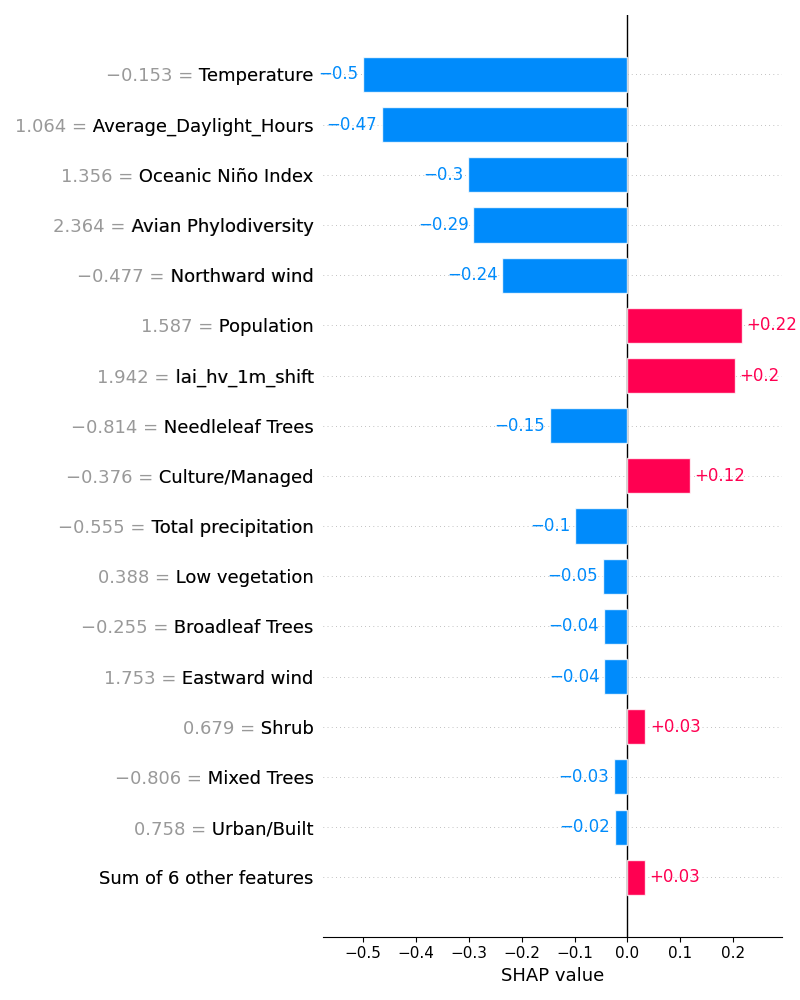 −0.153 = Temperature −0.5
1.064 = Average_Daylight_Hours −0.47
1.356 = Oceanic Niño Index −0.3
2.364 = Avian Phylodiversity −0.29
−0.477 = Northward wind −0.24
1.587 = Population +0.22
1.942 = lai_hv_1m_shift +0.2
−0.814 = Needleleaf Trees −0.15
−0.376 = Culture/Managed +0.12
−0.555 = Total precipitation −0.1
0.388 = Low vegetation −0.05
−0.255 = Broadleaf Trees −0.04
1.753 = Eastward wind −0.04
0.679 = Shrub +0.03
−0.806 = Mixed Trees −0.03
0.758 = Urban/Built −0.02
Sum of 6 other features +0.03
−0.5 −0.4 −0.3 −0.2 −0.1 0.0 0.1 0.2
SHAP value